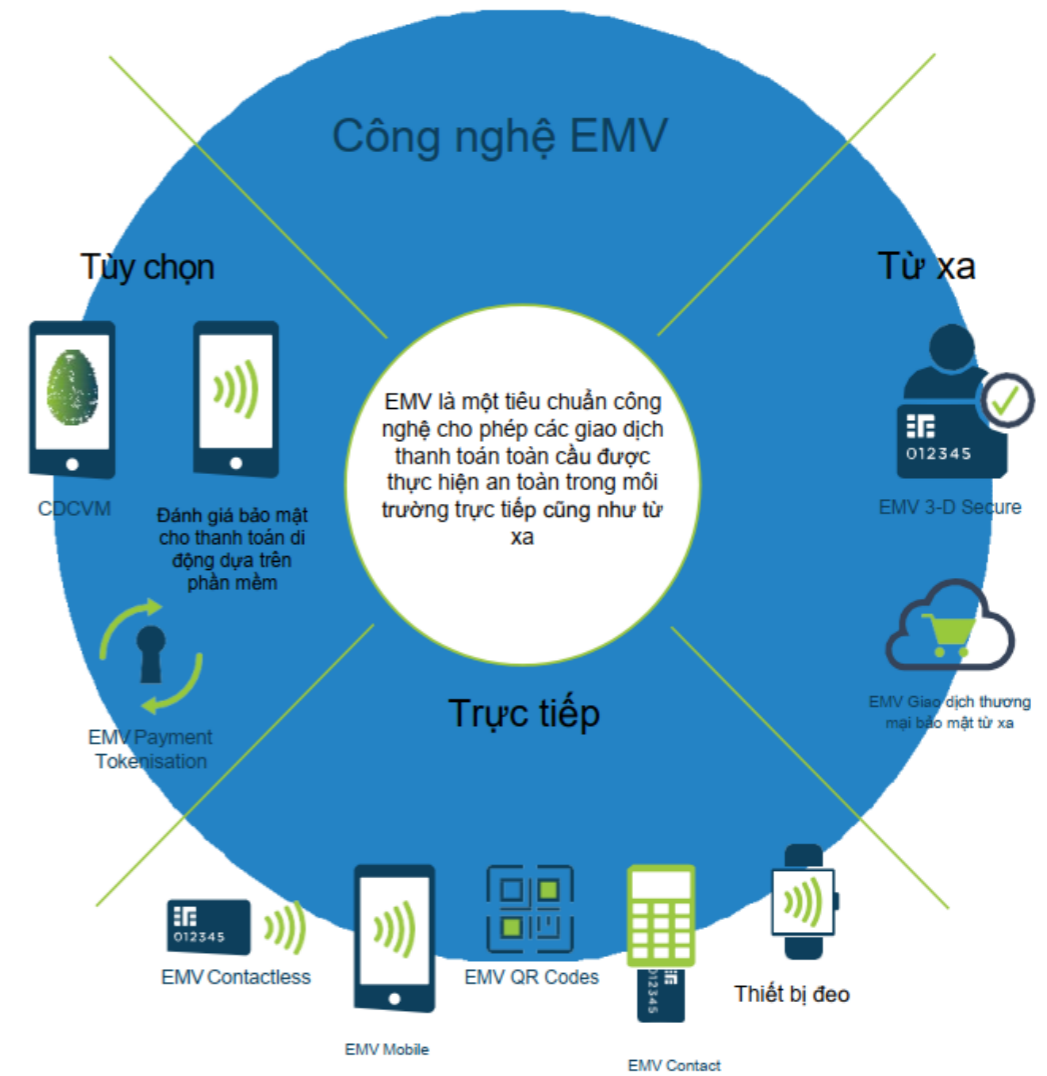 Công nghệ EMV
Tùy chọn
Từ xa
EMV là một tiêu chuẩn công
nghệ cho phép các giao dịch
thanh toán toàn cầu được
thực hiện an toàn trong môi
trường trực tiếp cũng như từ
xa
012345
CDCVM
Đánh giá bảo mật
cho thanh toán di
động dựa trên
phần mềm
EMV 3-D Secure
EMV Payment
Tokenisation
EMV Giao dịch thương
mại bảo mật từ xa
Trực tiếp
012345
EMV Contactless
EMV Mobile
EMV QR Codes
012345
EMV Contact
Thiết bị đeo